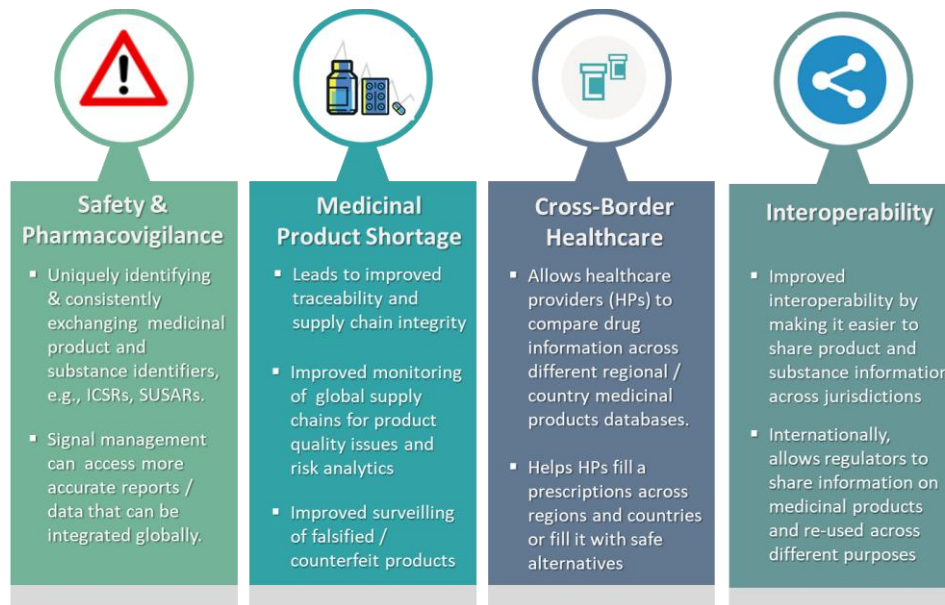 Safety &
Pharmacovigilance
▪ Uniquely identifying
& consistently
exchanging medicinal
product and
substance identifiers,
e.g., ICSRs, SUSARs.
▪ Signal management
can access more
accurate reports /
data that can be
integrated globally.
Medicinal
Product Shortage
▪ Leads to improved
traceability and
supply chain integrity
▪ Improved monitoring
of global supply
chains for product
quality issues and
risk analytics
▪ Improved surveilling
of falsified /
counterfeit products
Cross-Border
Healthcare
▪ Allows healthcare
providers (HPs) to
compare drug
information across
different regional /
country medicinal
products databases.
▪ Helps HPs fill a
prescriptions across
regions and countries
or fill it with safe
alternatives
Interoperability
▪ Improved
interoperability by
making it easier to
share product and
substance information
across jurisdictions
▪ Internationally,
allows regulators to
share information on
medicinal products
and re-used across
different purposes